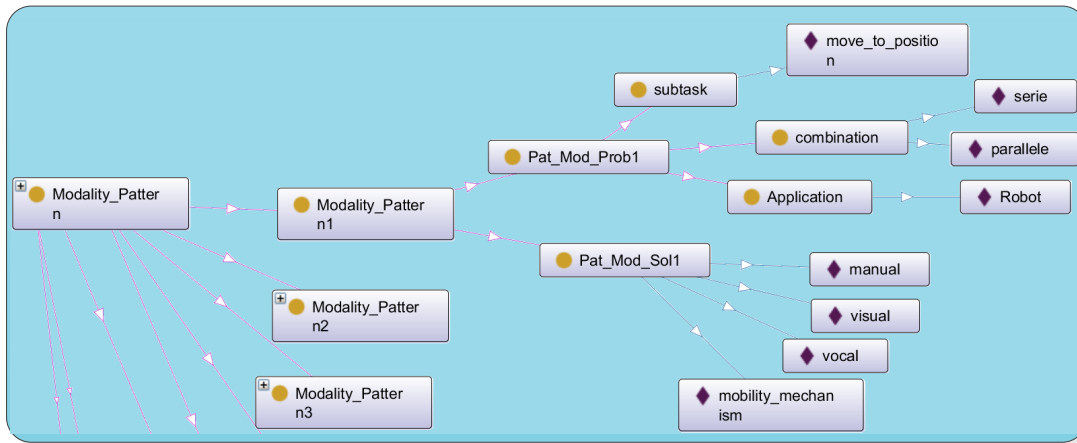 move_to_positio
n
subtask
serie
combination
Pat_Mod_Prob1
parallele
Modality_Patter
n
Application
Robot
Modality_Patter
n1
Pat_Mod_Sol1
manual
Modality_Patter
n2
visual
vocal
Modality_Patter
n3
mobility_mechan
ism